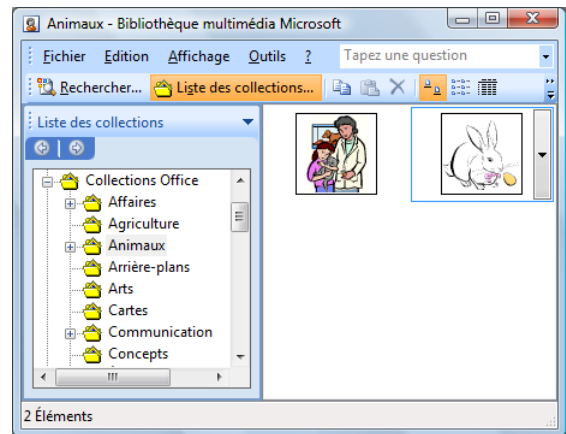 Animaux - Bibliothèque multimédia Microsoft
Fichier Edition Affichage Outils ? Tapez une question
Rechercher... Liste des collections...
Liste des collections
Collections Office
Affaires
Agriculture
Animaux
Arrière-plans
Arts
Cartes
Communication
Concepts
2 Éléments